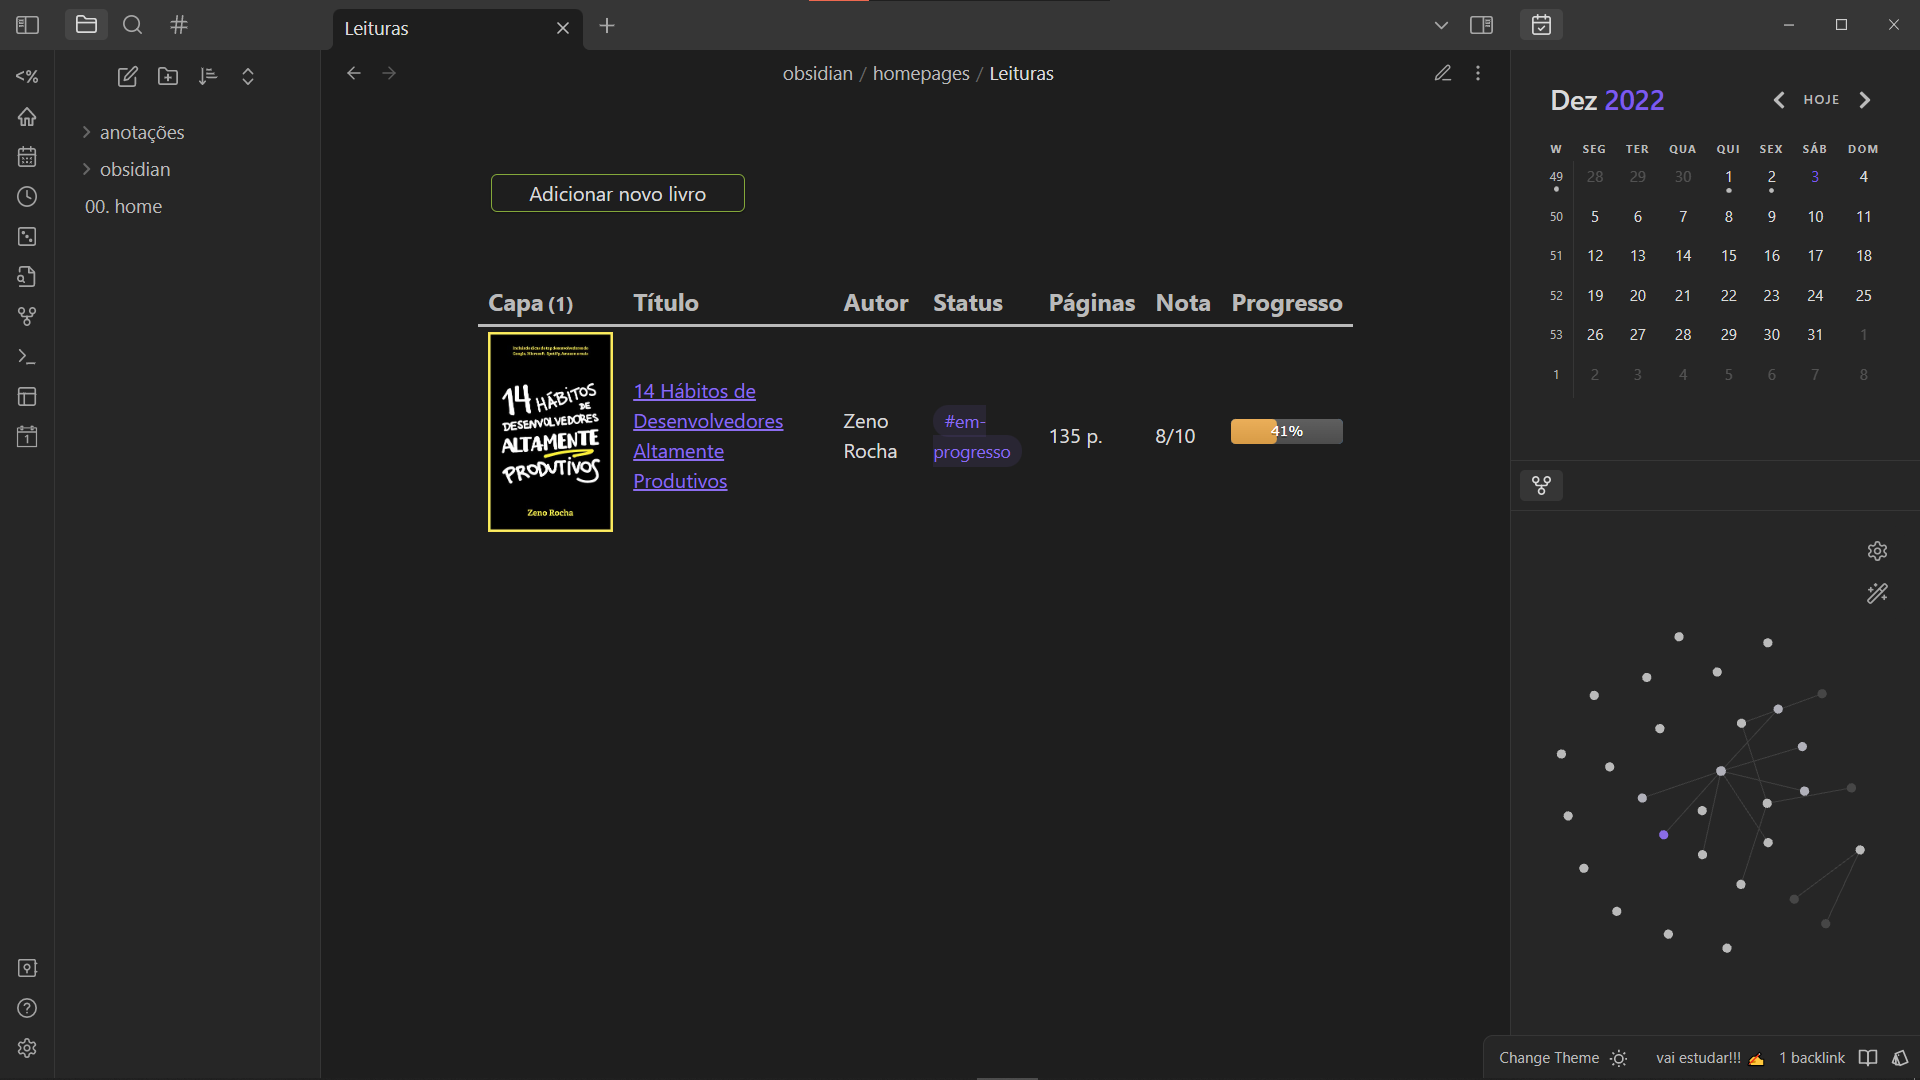 Leituras
obsidian / homepages / Leituras
<%
anotações
obsidian
00. home
Adicionar novo livro
Capa (1) Título Autor Status Páginas Nota Progresso
14 HÁBITOS
DE
DESENVOLVEDORES
ALTAMENTE
PRODUTIVOS
Zeno Rocha
14 Hábitos de
Desenvolvedores
Altamente
Produtivos
Zeno
Rocha
#em-
progresso
135 p.
8/10
41%
Dez 2022
HOJE
W SEG TER QUA QUI SEX SÁB DOM
49 28 29 30 1 2 3 4
50 5 6 7 8 9 10 11
51 12 13 14 15 16 17 18
52 19 20 21 22 23 24 25
53 26 27 28 29 30 31 1
1 2 3 4 5 6 7 8
1
Change Theme vai estudar!!! ✍ 1 backlink